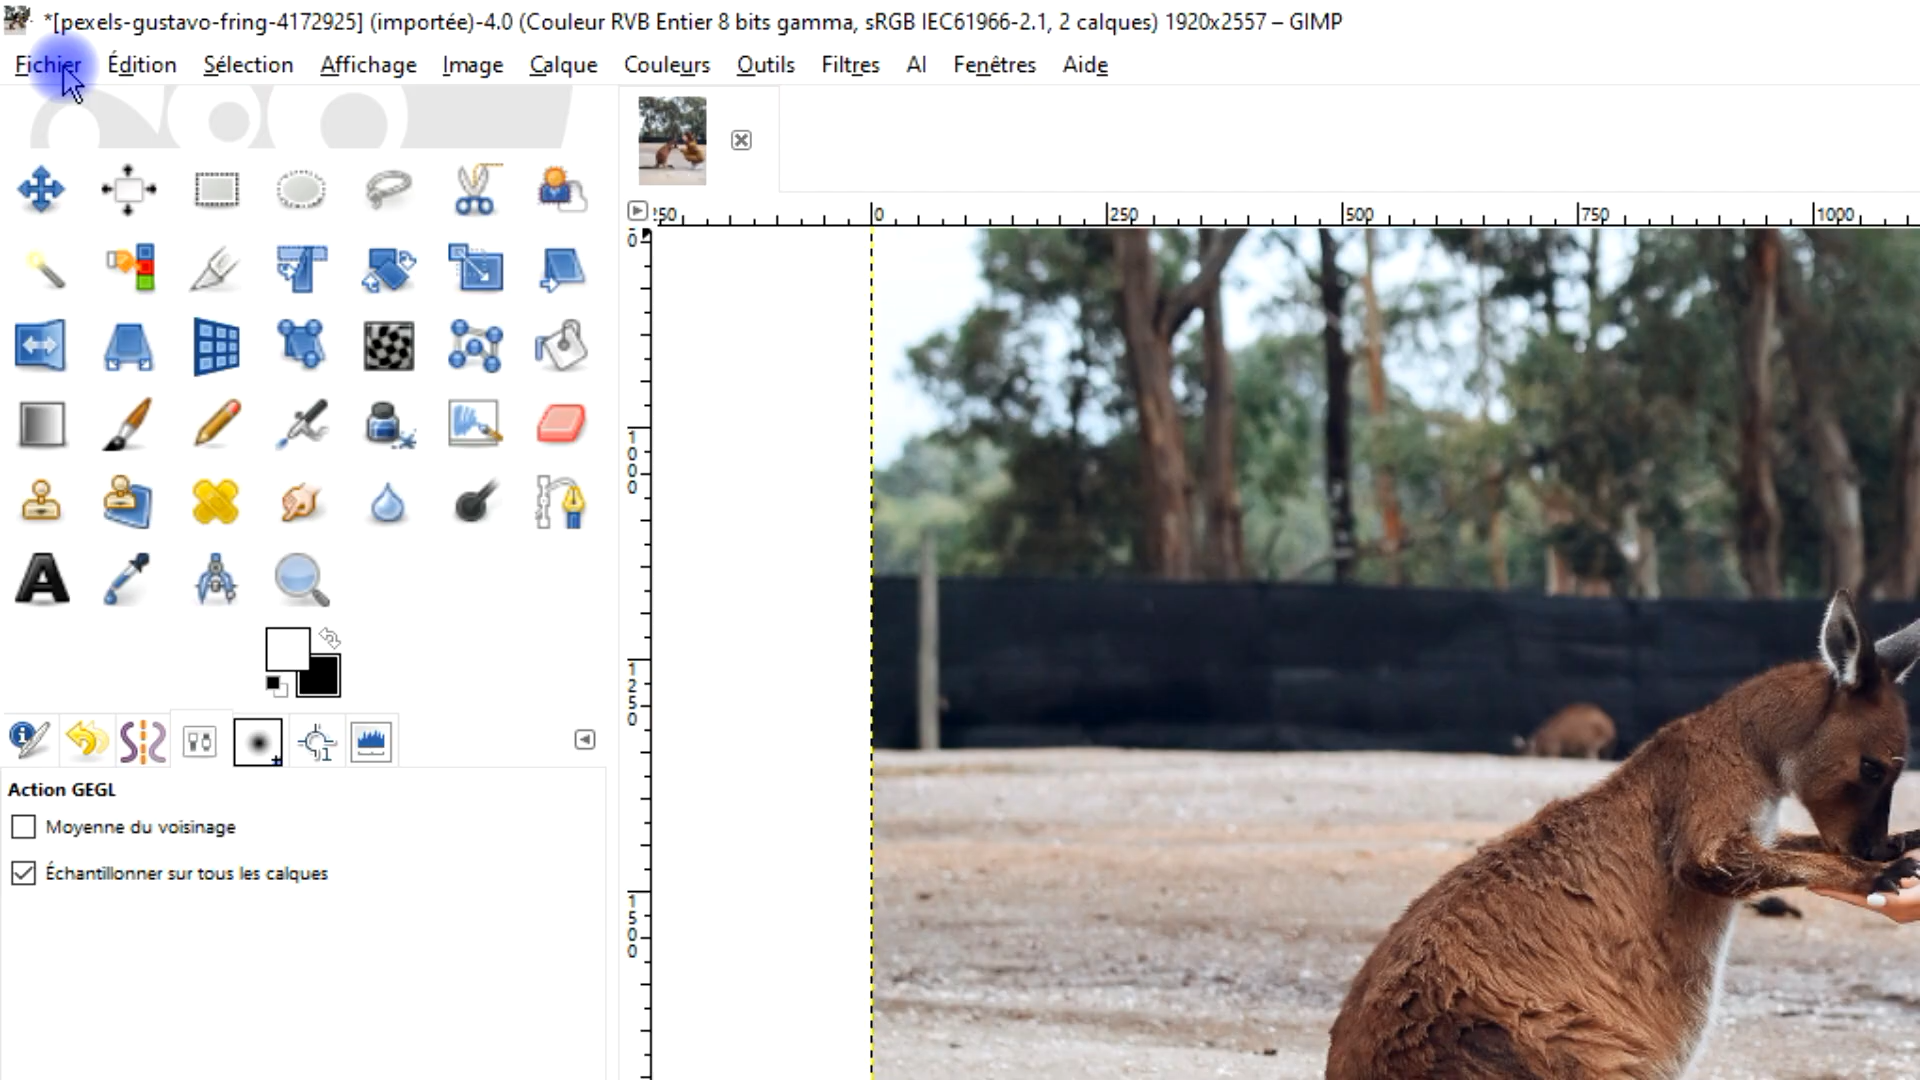 *[pexels-gustavo-fring-4172925] (importée)-4.0 (Couleur RVB Entier 8 bits gamma, sRGB IEC61966-2.1, 2 calques) 1920x2557 – GIMP
Fichier Édition Sélection Affichage Image Calque Couleurs Outils Filtres AI Fenêtres Aide
0 250 500 750 1000
0
1000
1250
1500
Action GEGL
Moyenne du voisinage
Échantillonner sur tous les calques